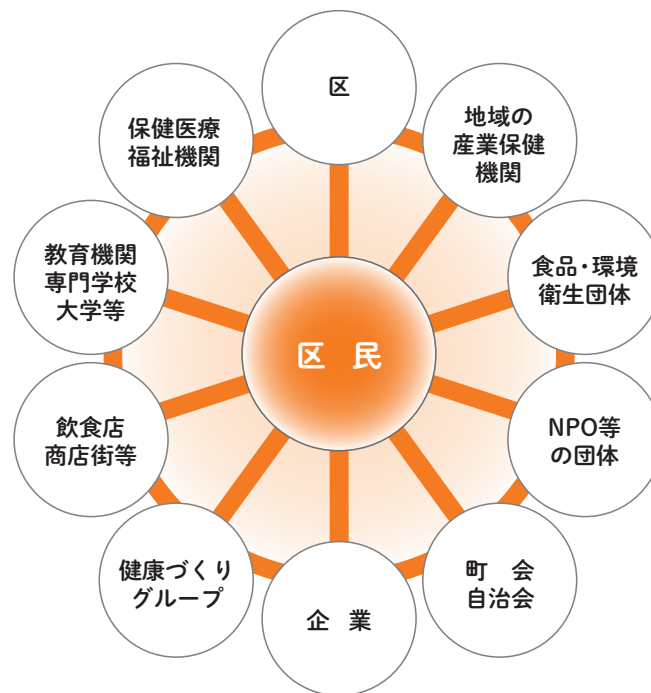 区
地域の
産業保健
機関
食品・環境
衛生団体
NPO等
の団体
町　会
自治会
企　業
健康づくり
グループ
飲食店
商店街等
教育機関
専門学校
大学等
保健医療
福祉機関
区　民